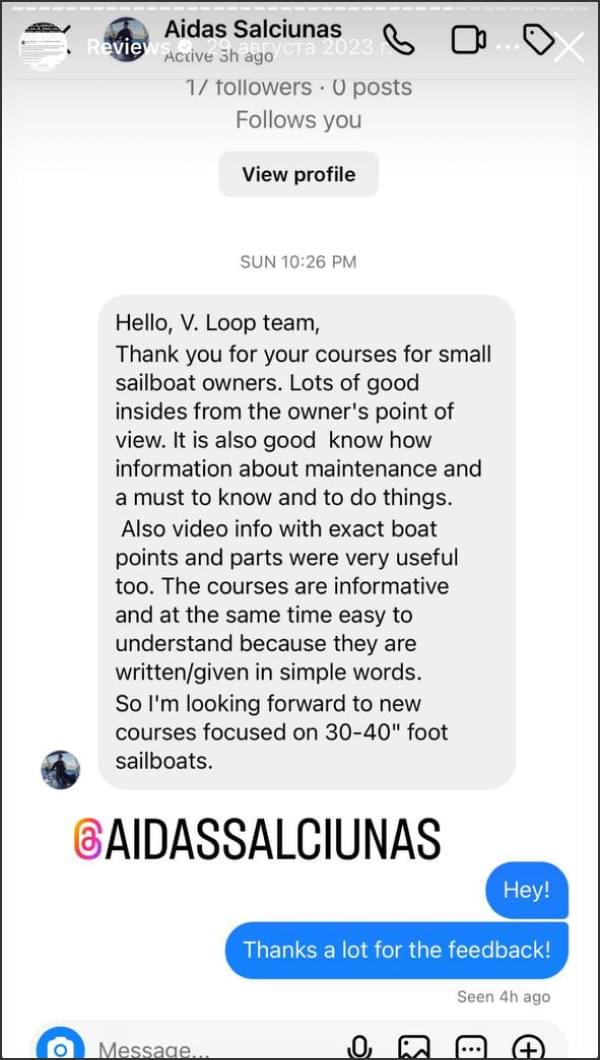 Aidas Salciunas
Reviews 29 августа 2023 г.
Active 3h ago
17 followers · 0 posts
Follows you
View profile
SUN 10:26 PM
Hello, V. Loop team,
Thank you for your courses for small
sailboat owners. Lots of good
insides from the owner's point of
view. It is also good  know how
information about maintenance and
a must to know and to do things.
Also video info with exact boat
points and parts were very useful
too. The courses are informative
and at the same time easy to
understand because they are
written/given in simple words.
So I'm looking forward to new
courses focused on 30-40" foot
sailboats.
@AIDASSALCIUNAS
Hey!
Thanks a lot for the feedback!
Seen 4h ago
Message...